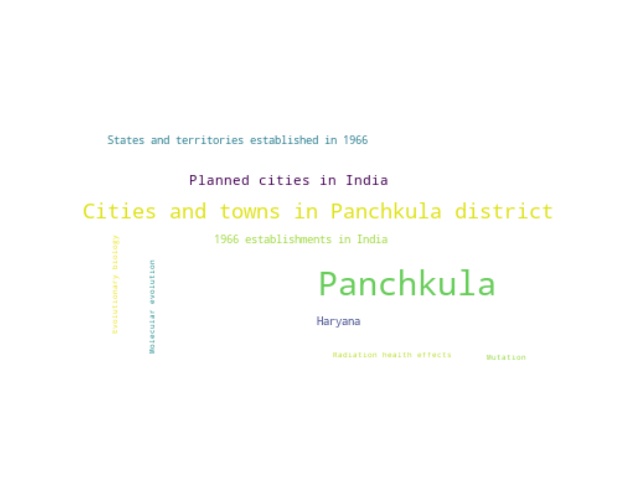 States and territories established in 1966
Planned cities in India
Cities and towns in Panchkula district
1966 establishments in India
Evolutionary biology
Molecular evolution
Panchkula
Haryana
Radiation health effects
Mutation